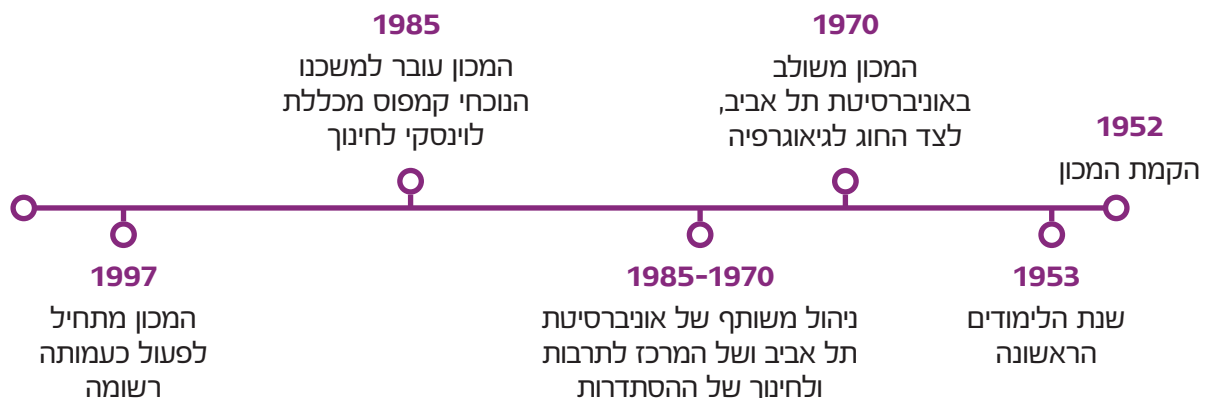 1952
הקמת המכון
1953
שנת הלימודים
הראשונה
1970
המכון משולב
באוניברסיטת תל אביב,
לצד החוג לגיאוגרפיה
1985-1970
ניהול משותף של אוניברסיטת
תל אביב ושל המרכז לתרבות
ולחינוך של ההסתדרות
1985
המכון עובר למשכנו
הנוכחי קמפוס מכללת
לוינסקי לחינוך
1997
המכון מתחיל
לפעול כעמותה
רשומה